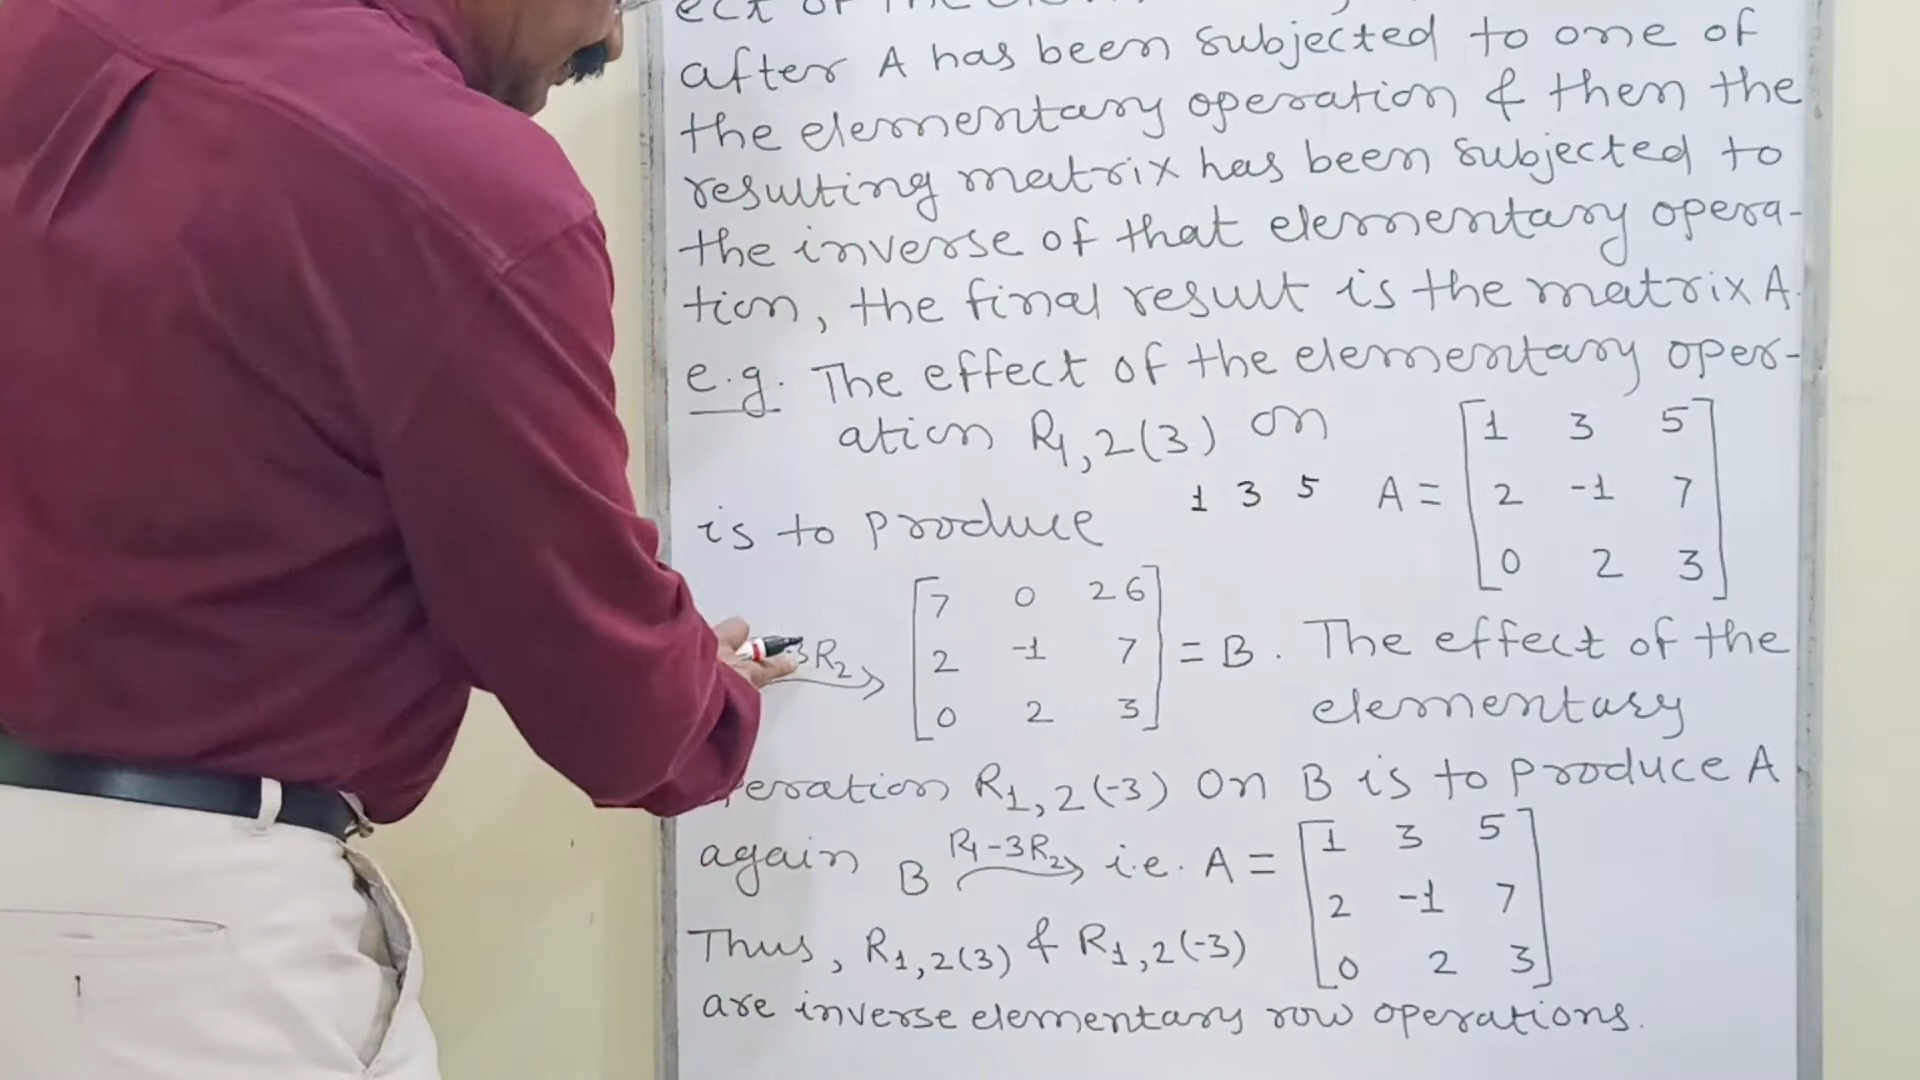 after A has been subjected to one of
the elementary operation & then the
resulting matrix has been subjected to
the inverse of that elementary opera-
tion, the final result is the matrix A.
e.g. The effect of the elementary oper-
ation R1,2(3) on
1 3 5
2 -1 7
0 2 3
1 3 5 A =
is to produce
3R2
7 0 26
2 -1 7
0 2 3
= B. The effect of the
elementary
eration R1,2(-3) on B is to produce A
again B R1-3R2 i.e. A =
1 3 5
2 -1 7
0 2 3
Thus, R1,2(3) & R1,2(-3)
are inverse elementary row operations.